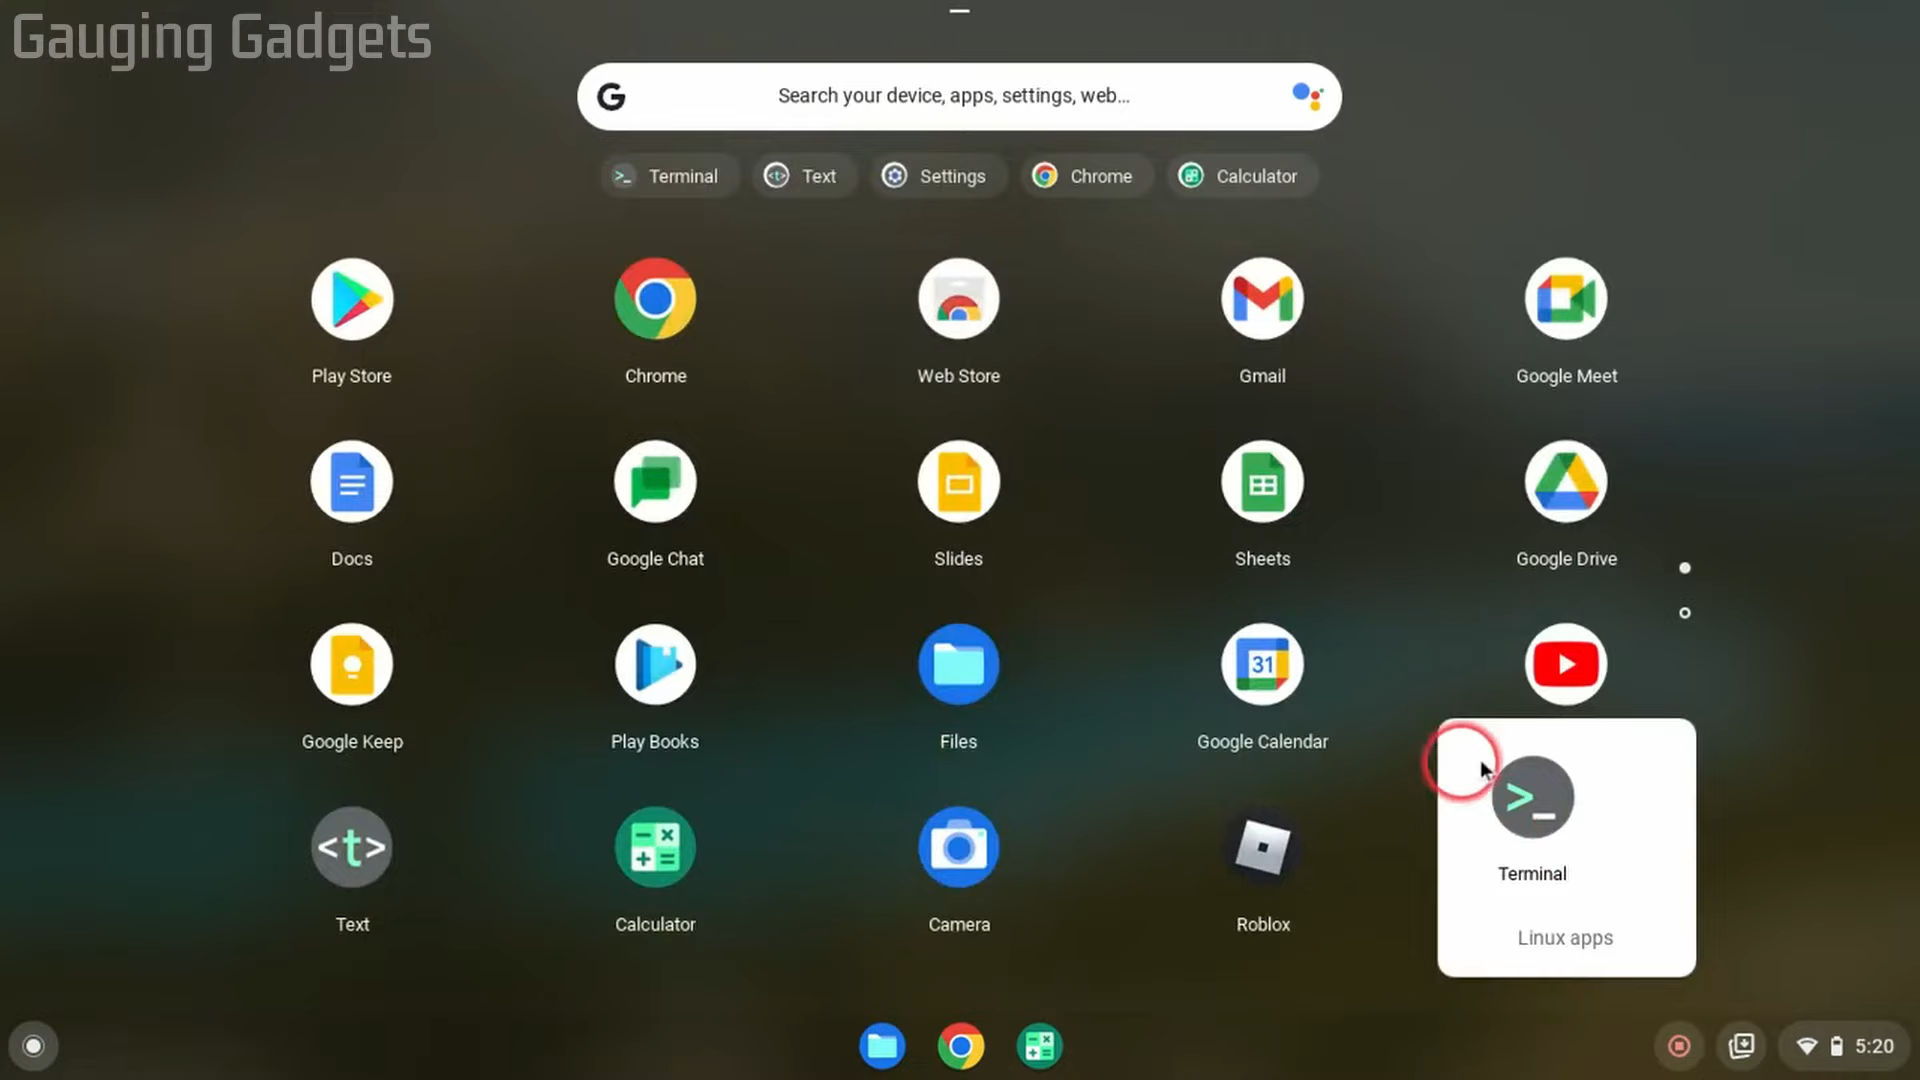 Gauging Gadgets
G
Search your device, apps, settings, web...
>_ Terminal
<t> Text
Settings
Chrome
Calculator
Play Store
Chrome
Web Store
Gmail
Google Meet
Docs
Google Chat
Slides
Sheets
Google Drive
31
Google Keep
Play Books
Files
Google Calendar
>_
Terminal
Linux apps
<t>
Text
Calculator
Camera
Roblox
5:20